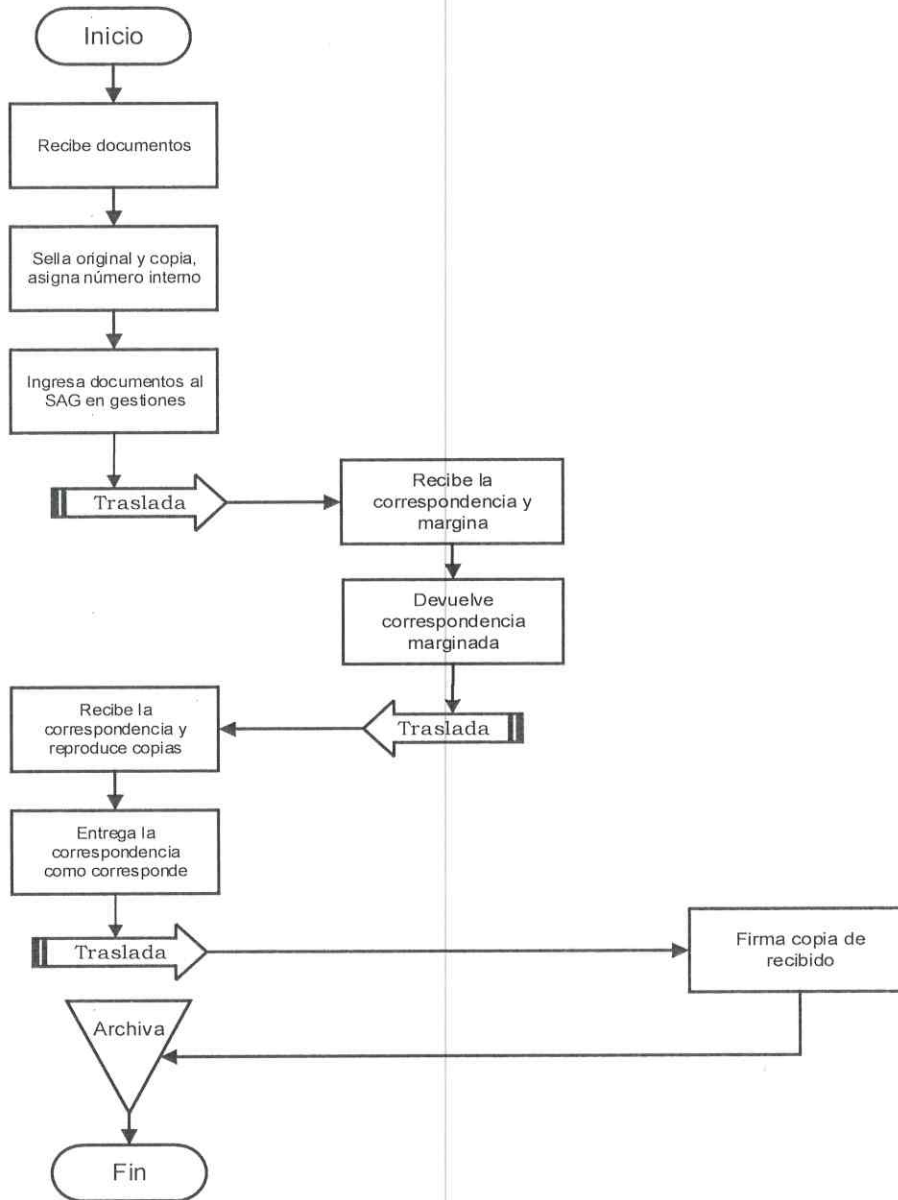 Inicio
Recibe documentos
Sella original y copia,
asigna número interno
Ingresa documentos al
SAG en gestiones
Traslada
Recibe la
correspondencia y
margina
Devuelve
correspondencia
marginada
Traslada
Recibe la
correspondencia y
reproduce copias
Entrega la
correspondencia
como corresponde
Traslada
Firma copia de
recibido
Archiva
Fin